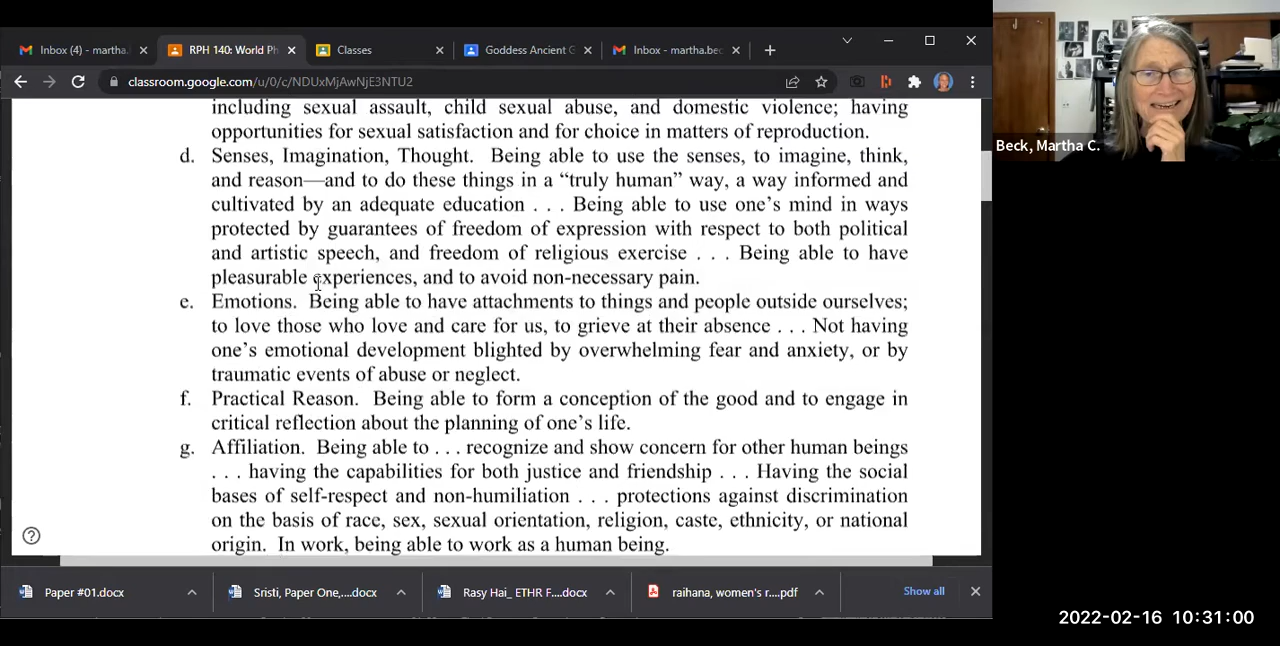 Inbox (4) - martha.
RPH 140: World Ph
Classes
Goddess Ancient G
Inbox - martha.bec
classroom.google.com/u/0/c/NDUxMjAwNjE3NTU2
including sexual assault, child sexual abuse, and domestic violence; having
opportunities for sexual satisfaction and for choice in matters of reproduction.
d. Senses, Imagination, Thought. Being able to use the senses, to imagine, think,
and reason—and to do these things in a “truly human” way, a way informed and
cultivated by an adequate education . . . Being able to use one’s mind in ways
protected by guarantees of freedom of expression with respect to both political
and artistic speech, and freedom of religious exercise . . . Being able to have
pleasurable experiences, and to avoid non-necessary pain.
e. Emotions. Being able to have attachments to things and people outside ourselves;
to love those who love and care for us, to grieve at their absence . . . Not having
one’s emotional development blighted by overwhelming fear and anxiety, or by
traumatic events of abuse or neglect.
f. Practical Reason. Being able to form a conception of the good and to engage in
critical reflection about the planning of one’s life.
g. Affiliation. Being able to . . . recognize and show concern for other human beings
. . . having the capabilities for both justice and friendship . . . Having the social
bases of self-respect and non-humiliation . . . protections against discrimination
on the basis of race, sex, sexual orientation, religion, caste, ethnicity, or national
origin. In work, being able to work as a human being.
Paper #01.docx
Sristi, Paper One,....docx
Rasy Hai_ ETHR F....docx
raihana, women's r....pdf
Show all
Beck, Martha C.
2022-02-16 10:31:00